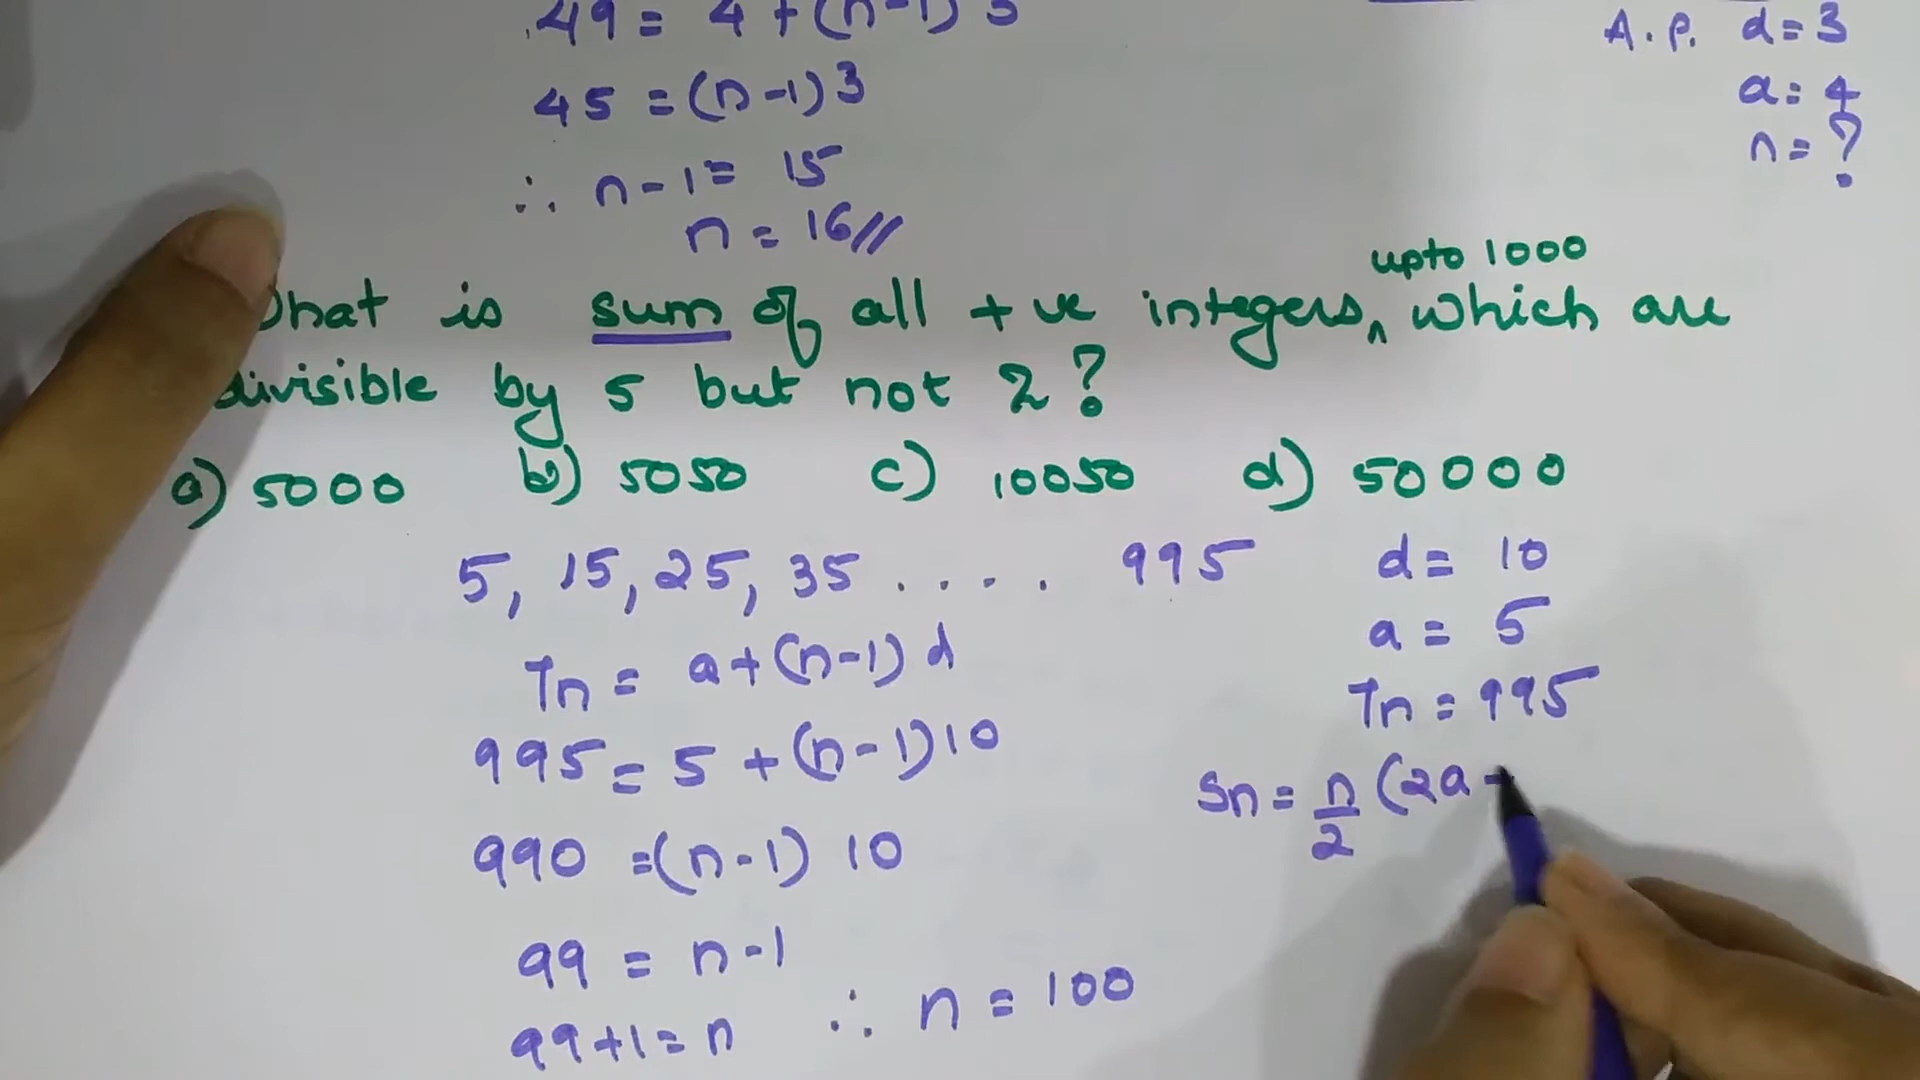 49 = 4 + (n-1) 3
45 = (n-1) 3
∴ n-1 = 15
n = 16//
A.P. d = 3
a = 4
n = ?
upto 1000
What is sum of all +ve integers, ^ which are
divisible by 5 but not 2 ?
a) 5000 b) 5050 c) 10050 d) 50000
5, 15, 25, 35 . . . . 995
Tn = a + (n-1) d
995 = 5 + (n-1) 10
990 = (n-1) 10
99 = n-1
99+1 = n ∴ n = 100
d = 10
a = 5
Tn = 995
Sn = n/2 (2a